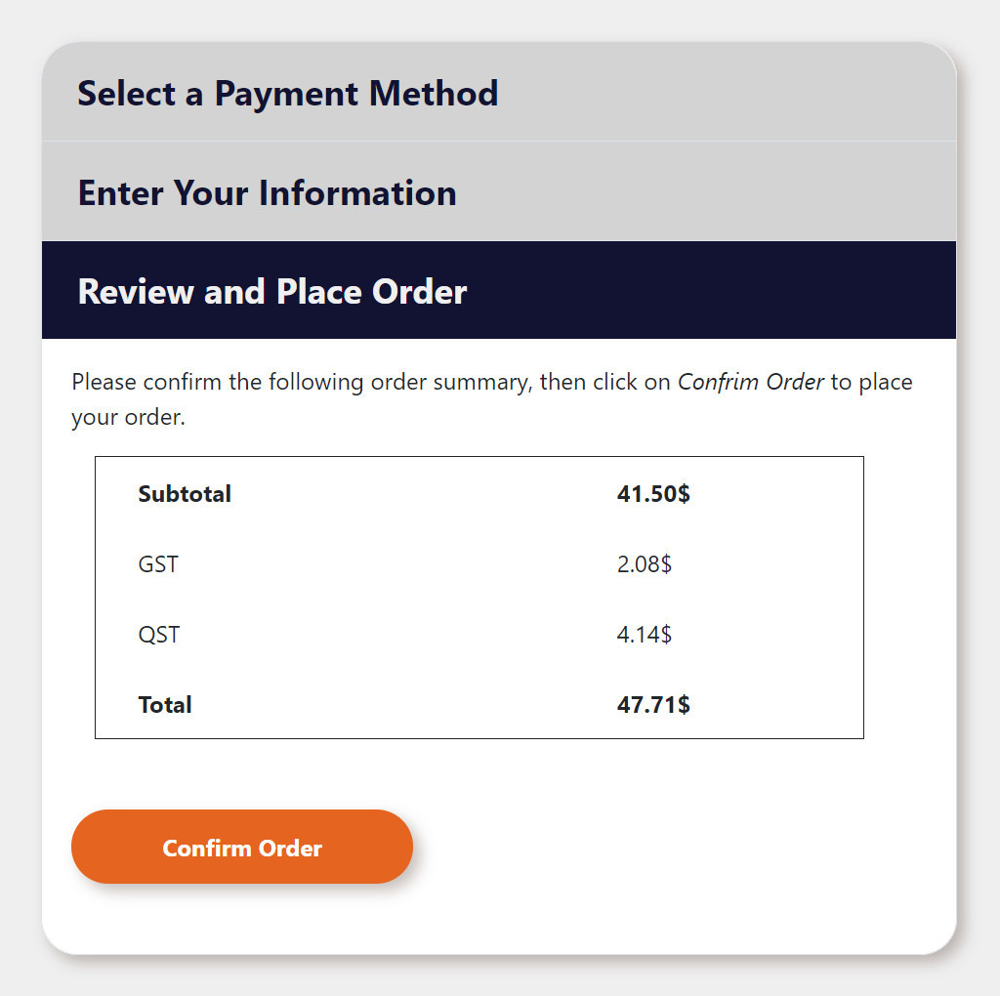 Select a Payment Method
Enter Your Information
Review and Place Order
Please confirm the following order summary, then click on Confrim Order to place
your order.
Subtotal 41.50$
GST 2.08$
QST 4.14$
Total 47.71$
Confirm Order